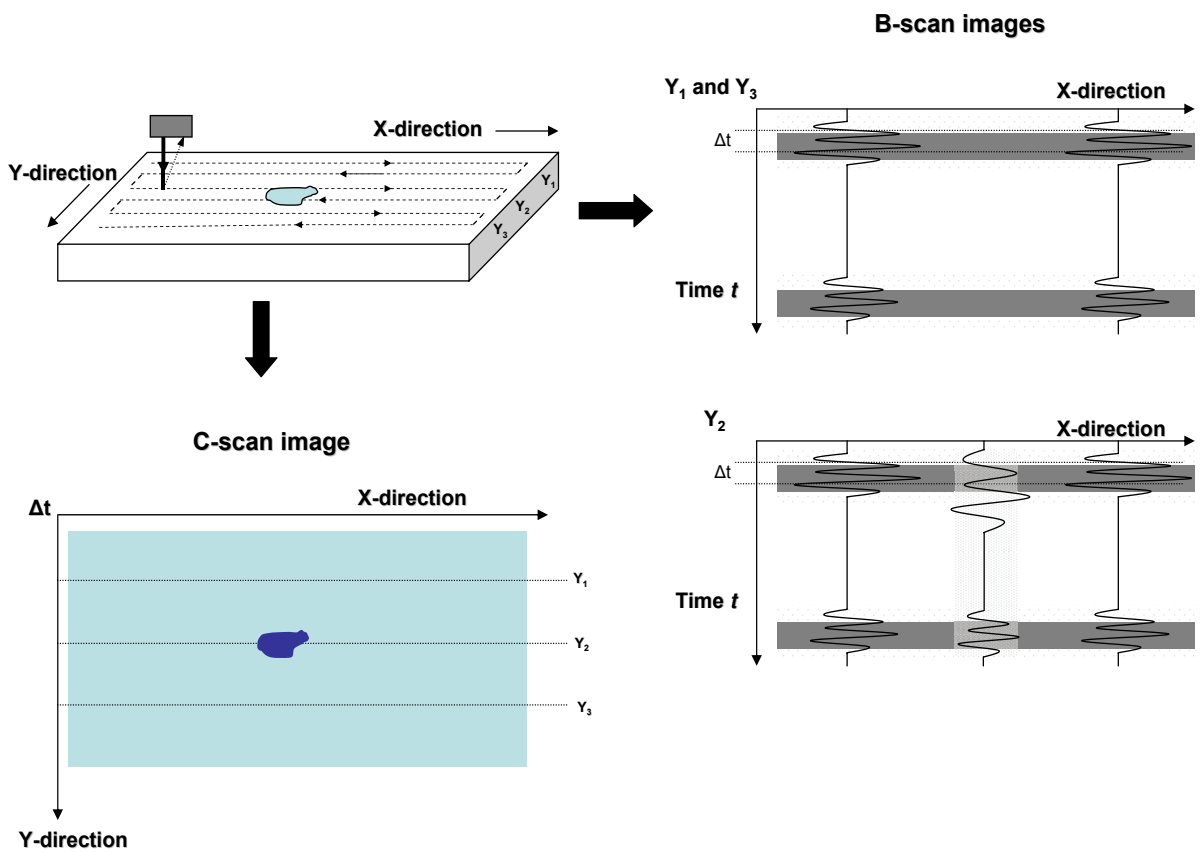 B-scan images
Y1 and Y3
X-direction
Δt
Time t
X-direction
Y-direction
Y1
Y2
Y3
C-scan image
Δt
X-direction
Y1
Y2
Y3
Y-direction
Y2
X-direction
Δt
Time t